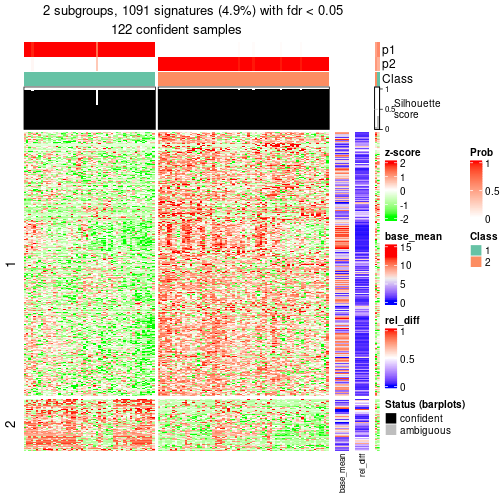 2 subgroups, 1091 signatures (4.9%) with fdr < 0.05
122 confident samples
p1
p2
Class
1
0.5
0
Silhouette
score
1
2
base_mean
rel_diff
z-score
2
1
0
-1
-2
base_mean
15
10
5
0
rel_diff
1
0.5
0
Status (barplots)
confident
ambiguous
Prob
1
0.5
0
Class
1
2